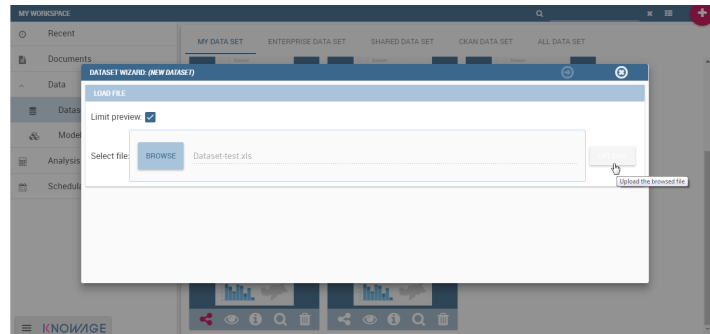 MY WORKSPACE
Recent
MY DATA SET ENTERPRISE DATA SET SHARED DATA SET CKAN DATA SET ALL DATA SET
Documents
DATASET WIZARD: (NEW DATASET)
Data
LOAD FILE
Datas
Limit preview:
Model
Select file: BROWSE Dataset-test.xls
Analysis
Upload the browsed file
Schedula
KNOWAGE